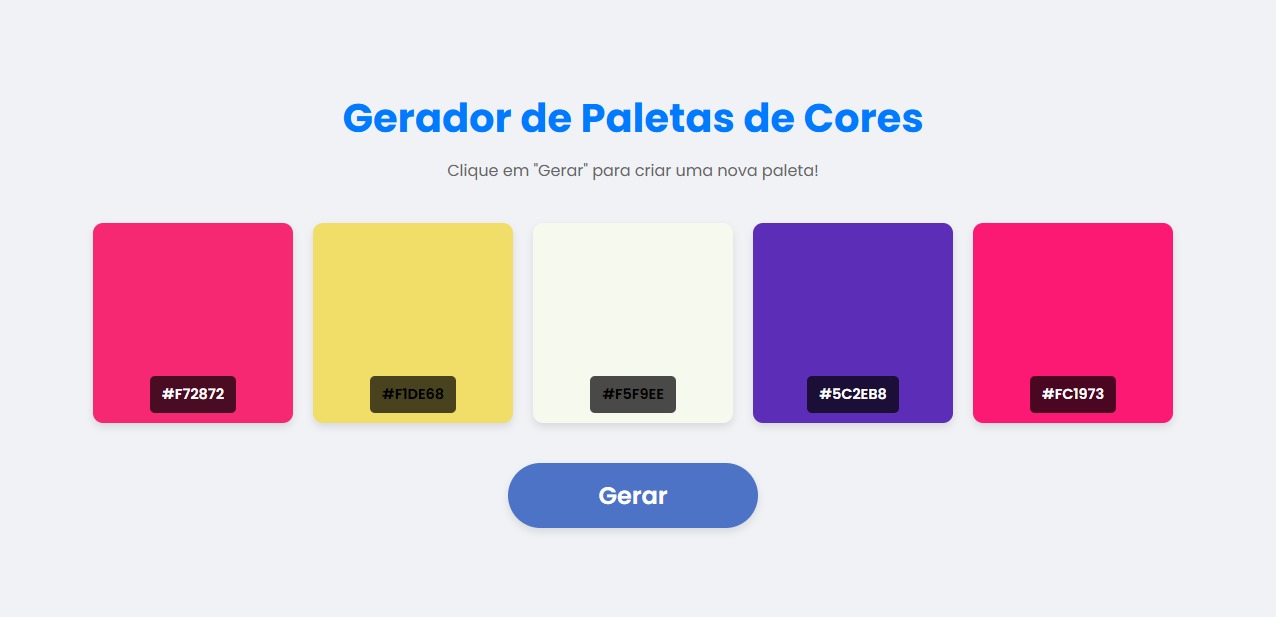 Gerador de Paletas de Cores
Clique em "Gerar" para criar uma nova paleta!
#F72872
#F1DE68
#F5F9EE
#5C2EB8
#FC1973
Gerar